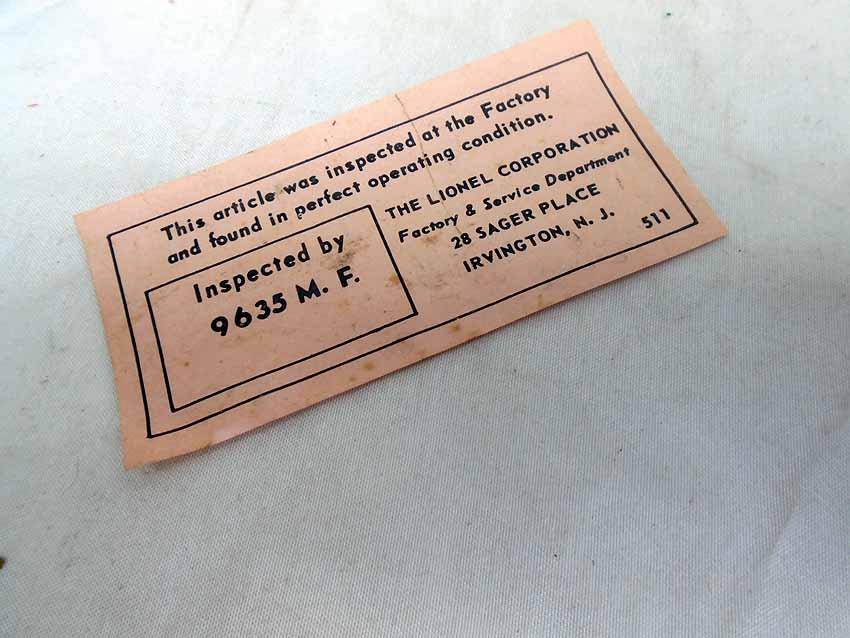 This article was inspected at the Factory
and found in perfect operating condition.
Inspected by
9635 M. F.
THE LIONEL CORPORATION
Factory & Service Department
28 SAGER PLACE
IRVINGTON, N. J.
511